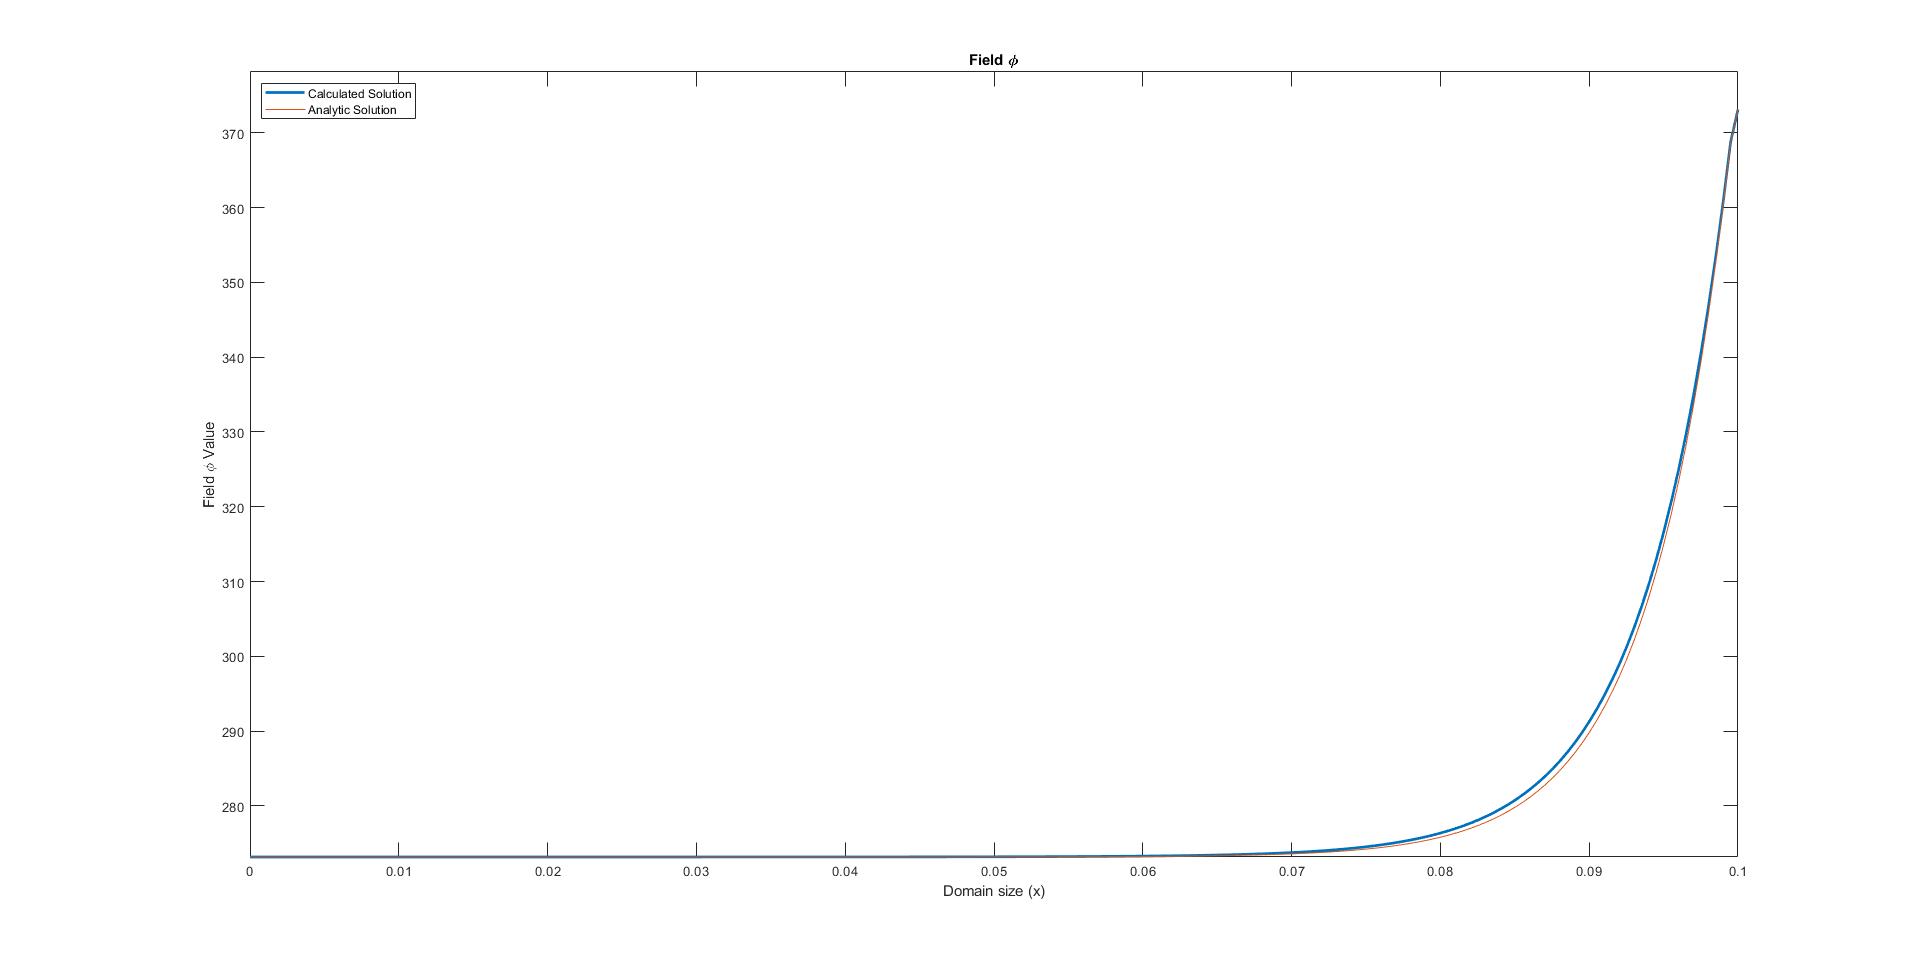 Field ϕ
Calculated Solution
Analytic Solution
370
360
350
340
330
320
310
300
290
280
Field ϕ Value
0 0.01 0.02 0.03 0.04 0.05 0.06 0.07 0.08 0.09 0.1
Domain size (x)